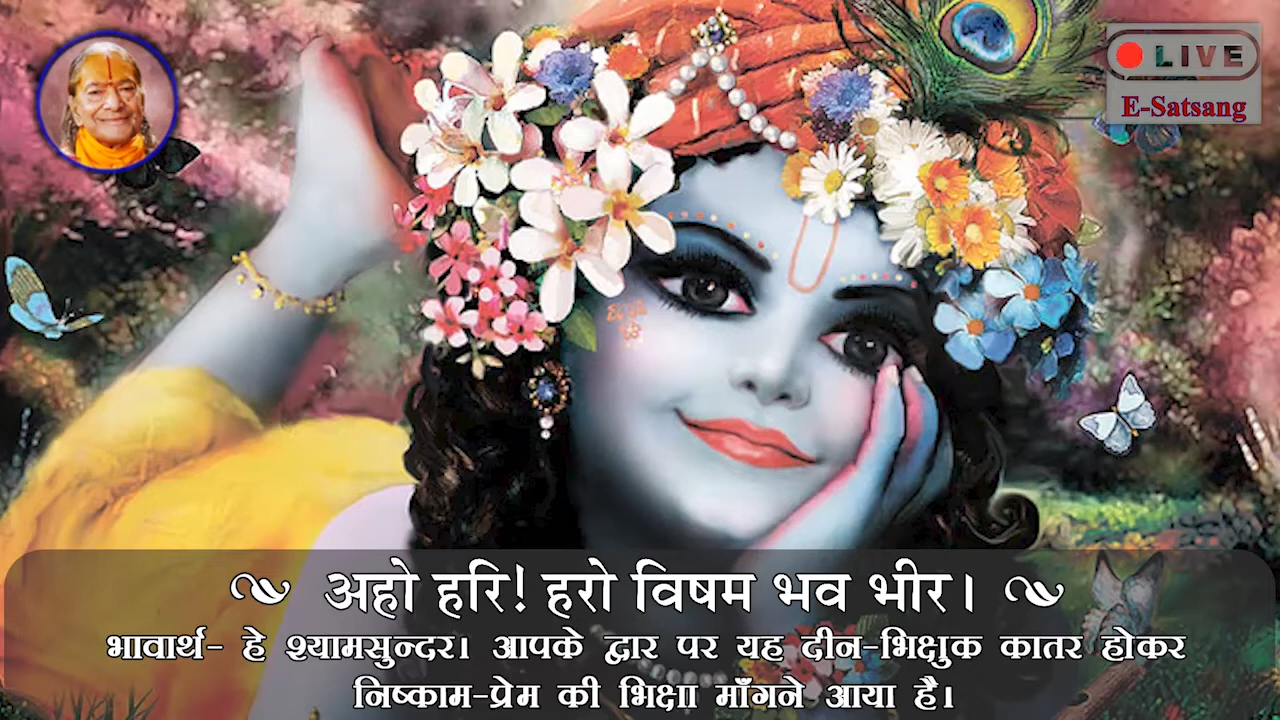 LIVE
E-Satsang
अहो हरि! हरो विषम भव भीर।
भावार्थ- हे श्यामसुन्दर। आपके द्वार पर यह दीन-भिक्षुक कातर होकर
निष्काम-प्रेम की भिक्षा माँगने आया है।